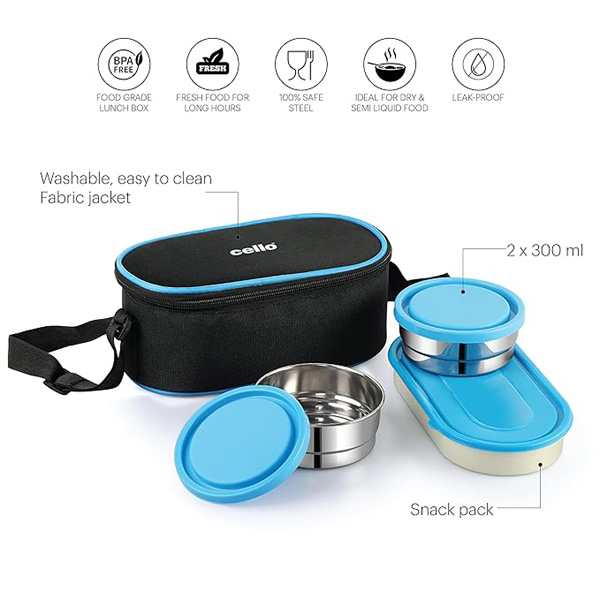 BPA
FREE
FRESH
FOOD GRADE
LUNCH BOX
FRESH FOOD FOR
LONG HOURS
100% SAFE
STEEL
IDEAL FOR DRY &
SEMI LIQUID FOOD
LEAK-PROOF
Washable, easy to clean
Fabric jacket
cello
2 x 300 ml
Snack pack